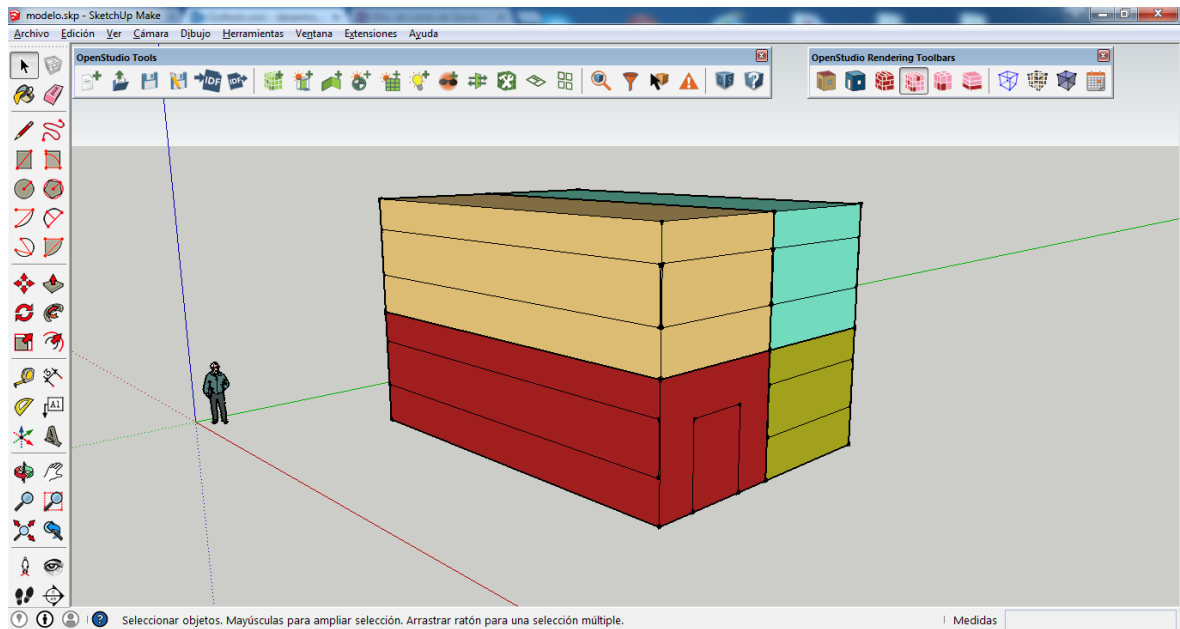 modelo.skp - SketchUp Make
Archivo Edición Ver Cámara Dibujo Herramientas Ventana Extensiones Ayuda
OpenStudio Tools
OpenStudio Rendering Toolbars
IDF
IDF
A1
Seleccionar objetos. Mayúsculas para ampliar selección. Arrastrar ratón para una selección múltiple.
Medidas